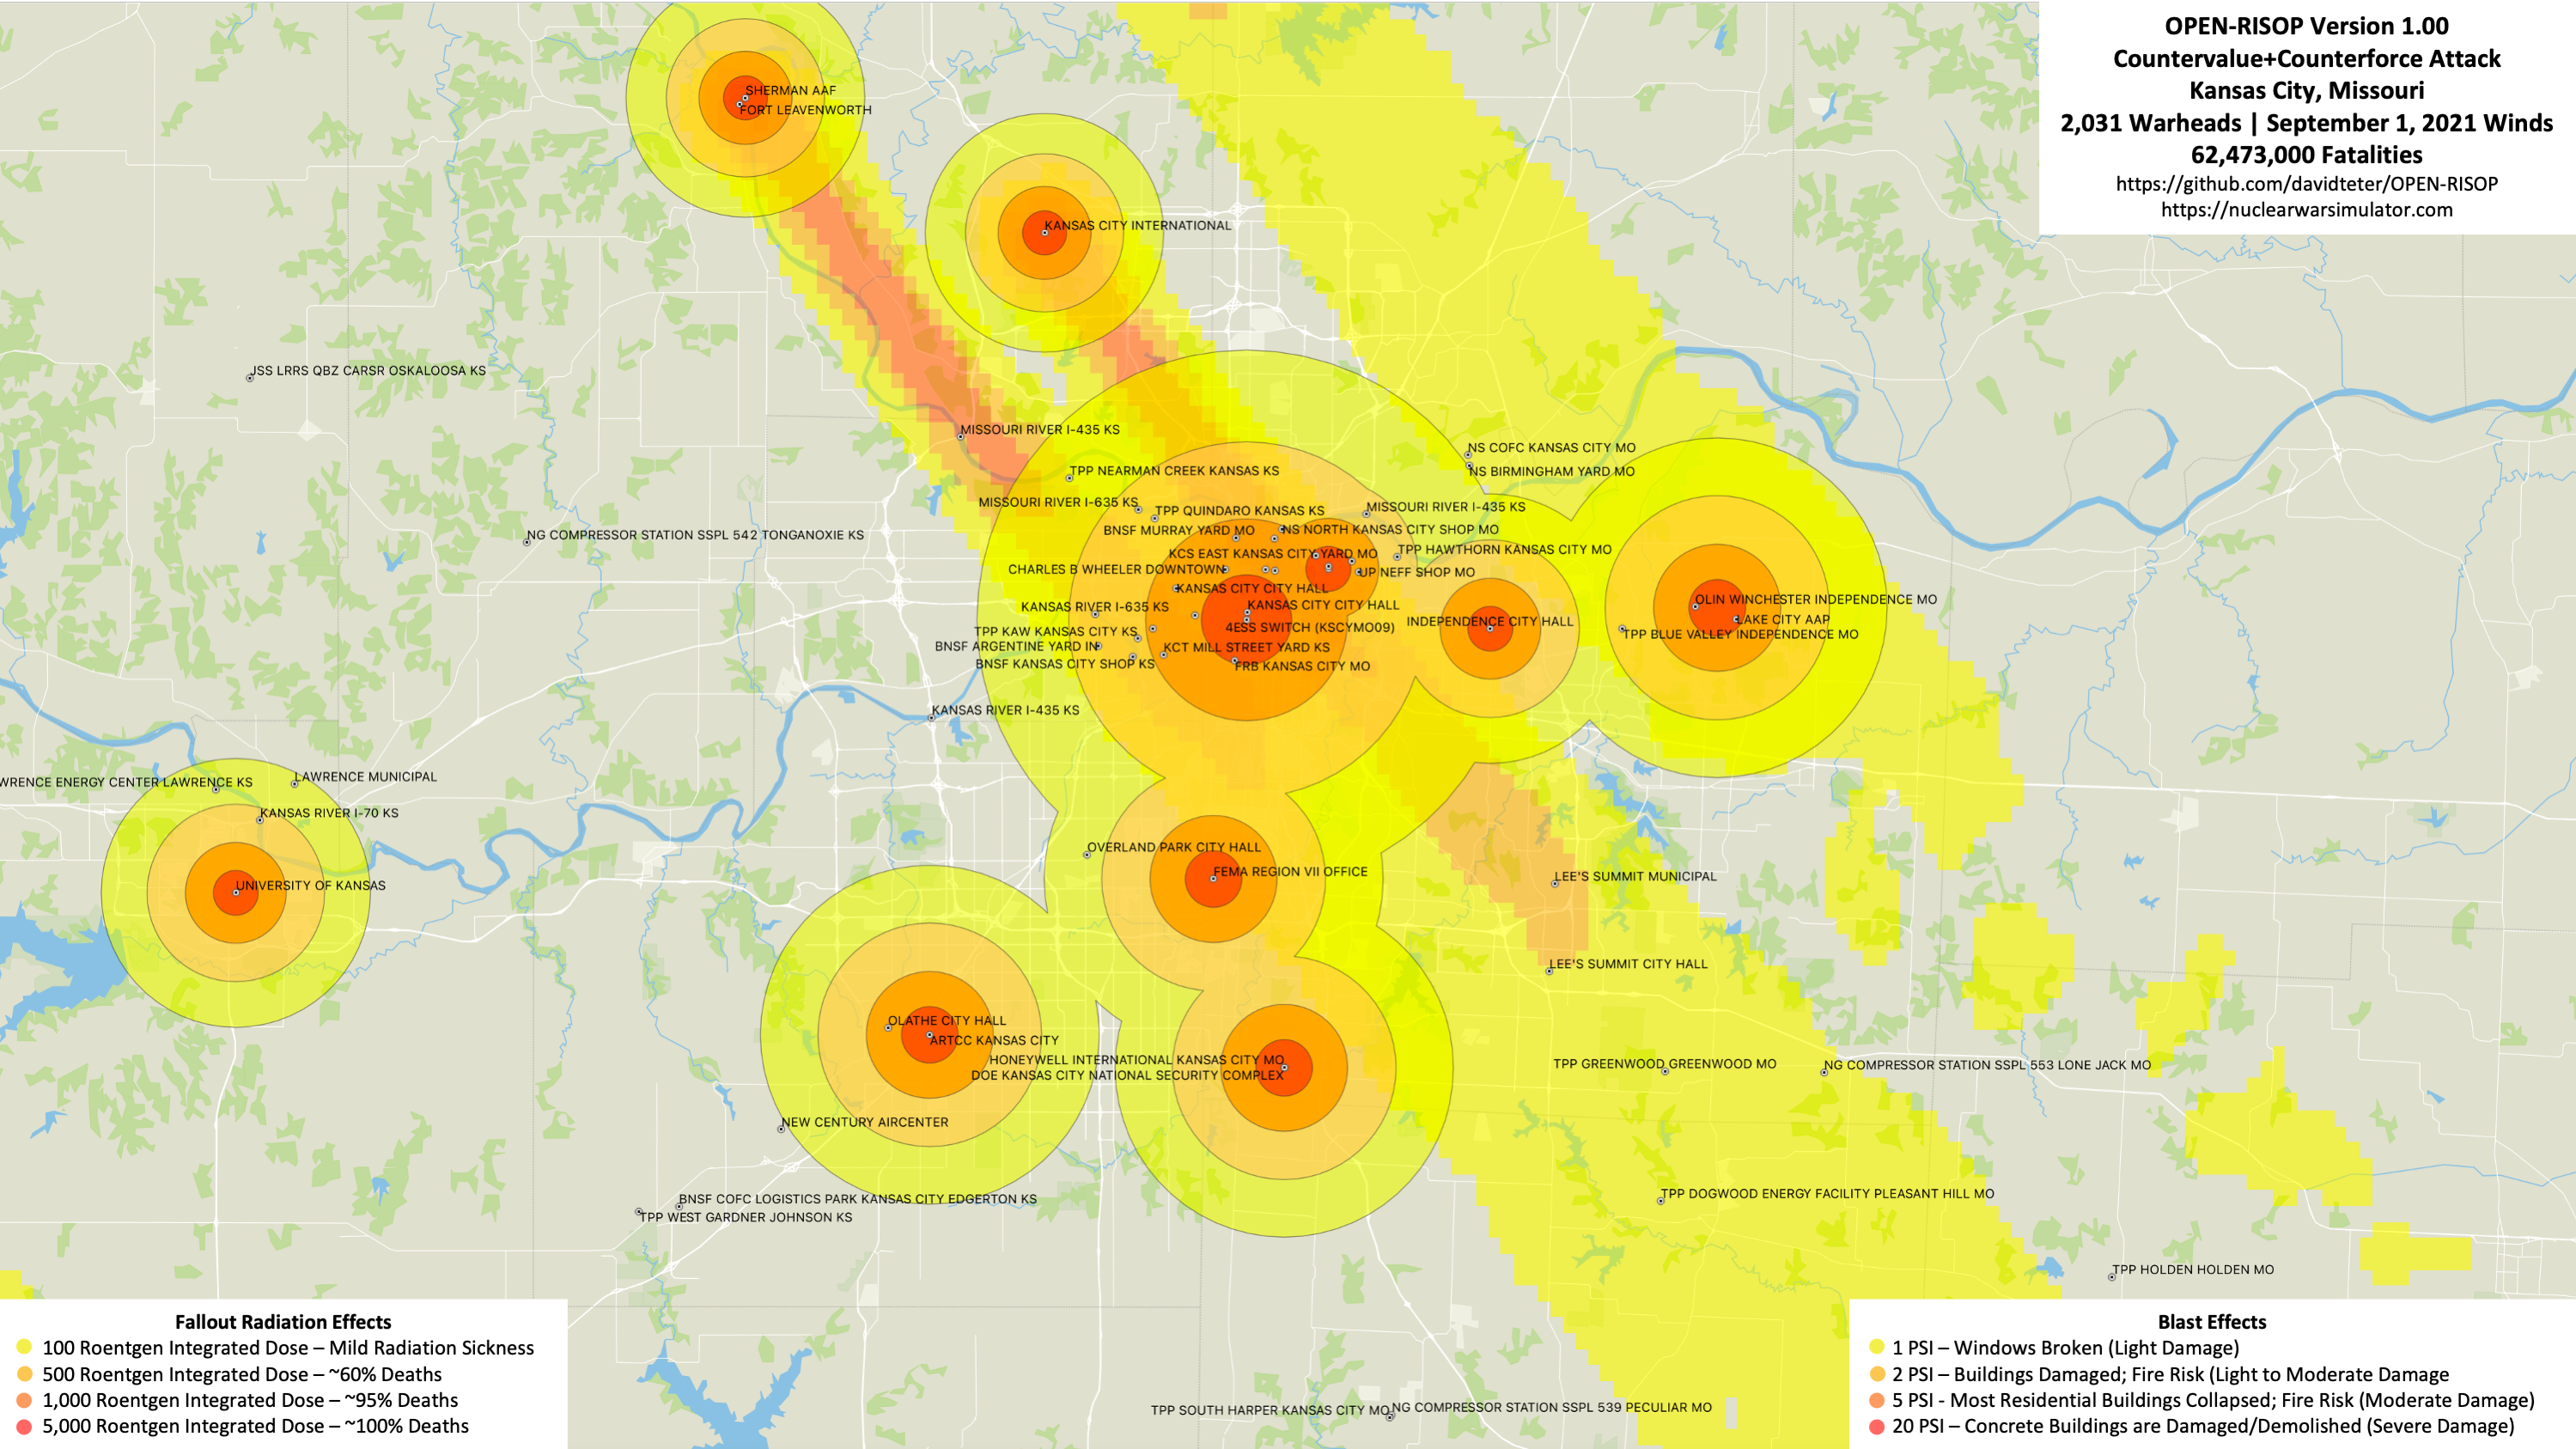 OPEN-RISOP Version 1.00
Countervalue+Counterforce Attack
Kansas City, Missouri
2,031 Warheads | September 1, 2021 Winds
62,473,000 Fatalities
https://github.com/davidteter/OPEN-RISOP
https://nuclearwarsimulator.com
SHERMAN AAF
FORT LEAVENWORTH
KANSAS CITY INTERNATIONAL
JSS LRRS QBZ CARSR OSKALOOSA KS
MISSOURI RIVER I-435 KS
NS COFC KANSAS CITY MO
TPP NEARMAN CREEK KANSAS KS
NS BIRMINGHAM YARD MO
MISSOURI RIVER I-635 KS
TPP QUINDARO KANSAS KS
MISSOURI RIVER I-435 KS
BNSF MURRAY YARD MO
NS NORTH KANSAS CITY SHOP MO
NG COMPRESSOR STATION SSPL 542 TONGANOXIE KS
KCS EAST KANSAS CITY YARD MO
TPP HAWTHORN KANSAS CITY MO
CHARLES B WHEELER DOWNTOWN
UP NEFF SHOP MO
KANSAS CITY CITY HALL
OLIN WINCHESTER INDEPENDENCE MO
KANSAS RIVER I-635 KS
KANSAS CITY CITY HALL
LAKE CITY AAP
4ESS SWITCH (KSCYMO09)
INDEPENDENCE CITY HALL
TPP KAW KANSAS CITY KS
TPP BLUE VALLEY INDEPENDENCE MO
BNSF ARGENTINE YARD IN
KCT MILL STREET YARD KS
BNSF KANSAS CITY SHOP KS
FRB KANSAS CITY MO
KANSAS RIVER I-435 KS
WRENCE ENERGY CENTER LAWRENCE KS
LAWRENCE MUNICIPAL
KANSAS RIVER I-70 KS
OVERLAND PARK CITY HALL
FEMA REGION VII OFFICE
LEE'S SUMMIT MUNICIPAL
UNIVERSITY OF KANSAS
LEE'S SUMMIT CITY HALL
OLATHE CITY HALL
ARTCC KANSAS CITY
HONEYWELL INTERNATIONAL KANSAS CITY MO
DOE KANSAS CITY NATIONAL SECURITY COMPLEX
TPP GREENWOOD GREENWOOD MO
NG COMPRESSOR STATION SSPL 553 LONE JACK MO
NEW CENTURY AIRCENTER
TPP DOGWOOD ENERGY FACILITY PLEASANT HILL MO
BNSF COFC LOGISTICS PARK KANSAS CITY EDGERTON KS
TPP WEST GARDNER JOHNSON KS
TPP HOLDEN HOLDEN MO
TPP SOUTH HARPER KANSAS CITY MO
NG COMPRESSOR STATION SSPL 539 PECULIAR MO
Fallout Radiation Effects
100 Roentgen Integrated Dose – Mild Radiation Sickness
500 Roentgen Integrated Dose – ~60% Deaths
1,000 Roentgen Integrated Dose – ~95% Deaths
5,000 Roentgen Integrated Dose – ~100% Deaths
Blast Effects
1 PSI – Windows Broken (Light Damage)
2 PSI – Buildings Damaged; Fire Risk (Light to Moderate Damage
5 PSI - Most Residential Buildings Collapsed; Fire Risk (Moderate Damage)
20 PSI – Concrete Buildings are Damaged/Demolished (Severe Damage)